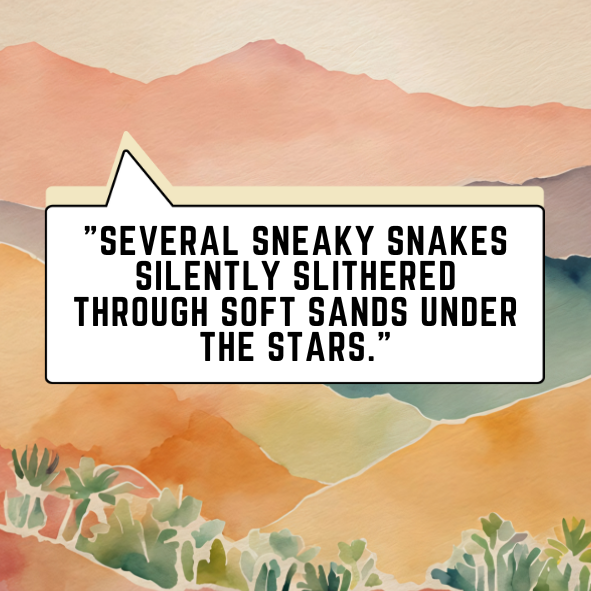 ”SEVERAL SNEAKY SNAKES
SILENTLY SLITHERED
THROUGH SOFT SANDS UNDER
THE STARS.”